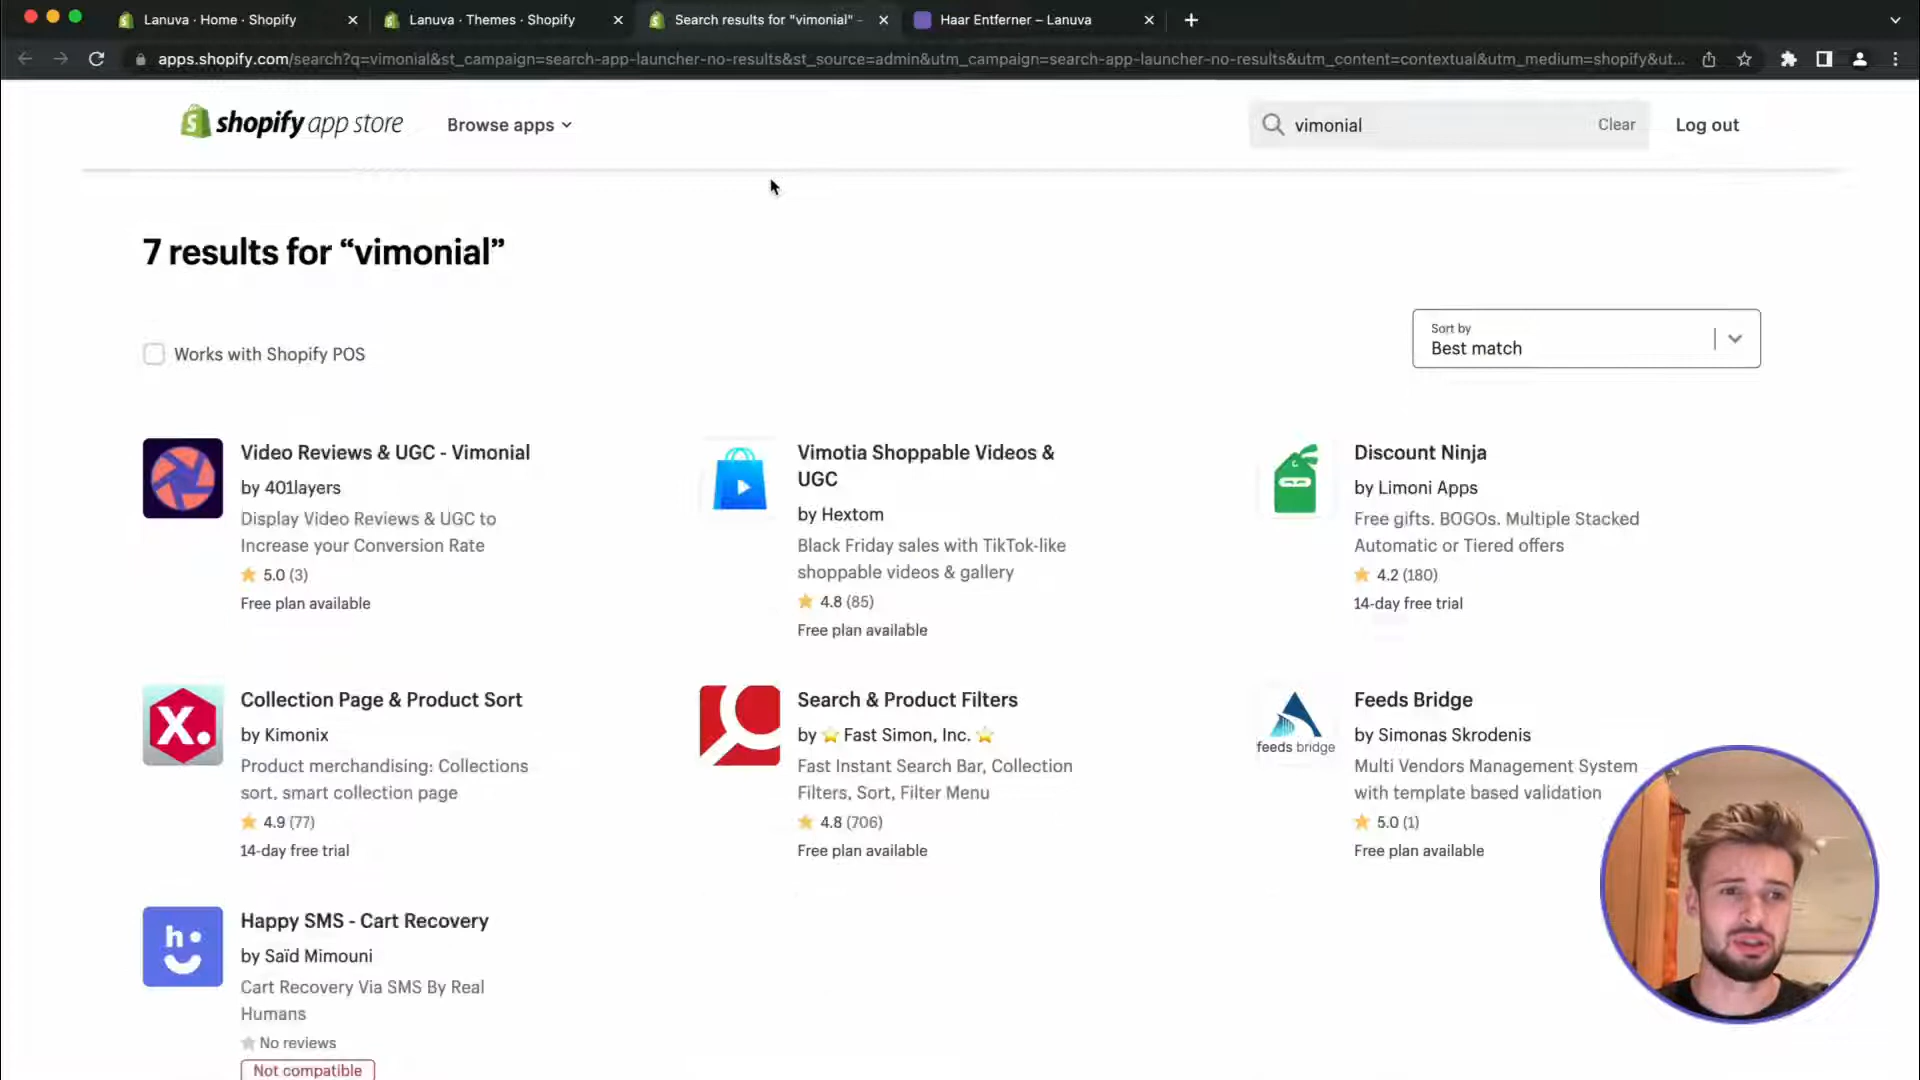 Lanuva · Home · Shopify
Lanuva · Themes · Shopify
Search results for "vimonial" –
Haar Entferner – Lanuva
apps.shopify.com/search?q=vimonial&st_campaign=search-app-launcher-no-results&st_source=admin&utm_campaign=search-app-launcher-no-results&utm_content=contextual&utm_medium=shopify&ut...
shopify app store
Browse apps
vimonial
Clear
Log out
7 results for “vimonial”
Works with Shopify POS
Sort by
Best match
Video Reviews & UGC - Vimonial
by 401layers
Display Video Reviews & UGC to
Increase your Conversion Rate
5.0 (3)
Free plan available
Vimotia Shoppable Videos &
UGC
by Hextom
Black Friday sales with TikTok-like
shoppable videos & gallery
4.8 (85)
Free plan available
Discount Ninja
by Limoni Apps
Free gifts. BOGOs. Multiple Stacked
Automatic or Tiered offers
4.2 (180)
14-day free trial
X.
Collection Page & Product Sort
by Kimonix
Product merchandising: Collections
sort, smart collection page
4.9 (77)
14-day free trial
Search & Product Filters
by ⭐ Fast Simon, Inc. ⭐
Fast Instant Search Bar, Collection
Filters, Sort, Filter Menu
4.8 (706)
Free plan available
feeds bridge
Feeds Bridge
by Simonas Skrodenis
Multi Vendors Management System
with template based validation
5.0 (1)
Free plan available
h
Happy SMS - Cart Recovery
by Saïd Mimouni
Cart Recovery Via SMS By Real
Humans
No reviews
Not compatible